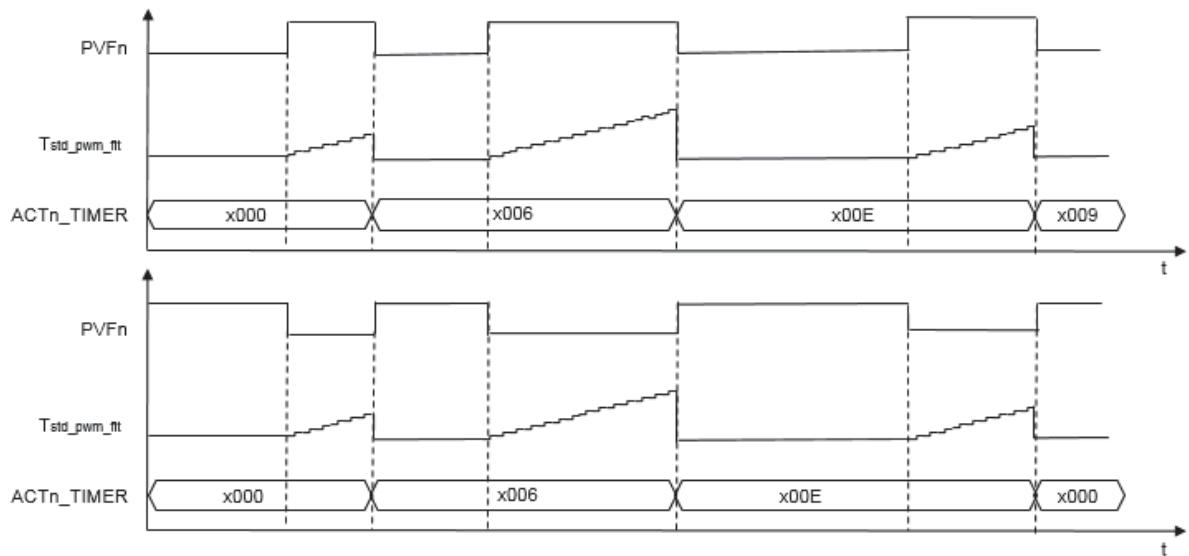 PVFn
Tstd_pwm_flt
ACTn_TIMER x000 x006 x00E x009
t
PVFn
Tstd_pwm_flt
ACTn_TIMER x000 x006 x00E x000
t